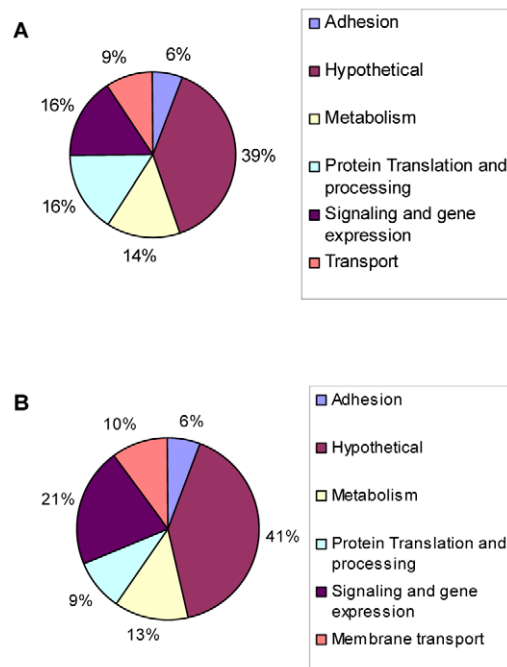 A
9%
6%
16%
39%
16%
14%
Adhesion
Hypothetical
Metabolism
Protein Translation and
processing
Signaling and gene
expression
Transport
B
10%
6%
21%
41%
9%
13%
Adhesion
Hypothetical
Metabolism
Protein Translation and
processing
Signaling and gene
expression
Membrane transport